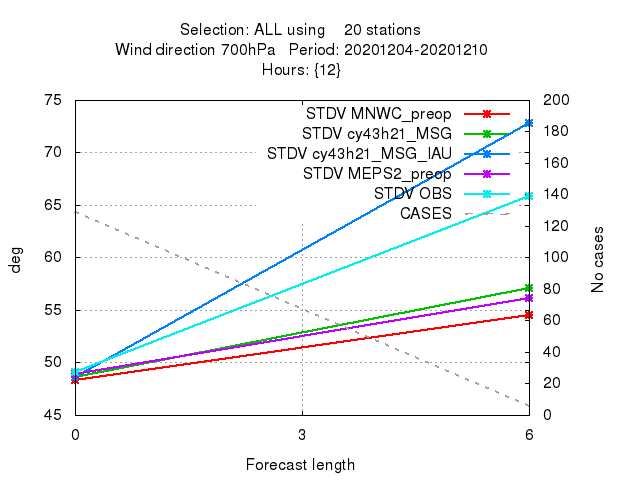 Selection: ALL using 20 stations
Wind direction 700hPa Period: 20201204-20201210
Hours: {12}
75
70
65
60
55
50
45
200
180
160
140
120
100
80
60
40
20
0
STDV MNWC_preop
STDV cy43h21_MSG
STDV cy43h21_MSG_IAU
STDV MEPS2_preop
STDV OBS
CASES
deg
No cases
0 3 6
Forecast length